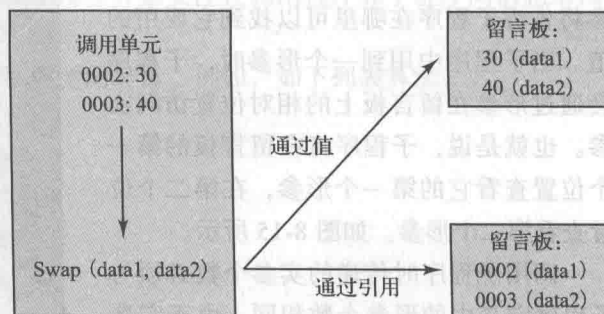 调用单元
0002: 30
0003: 40
Swap (data1, data2)
通过值
通过引用
留言板：
30 (data1)
40 (data2)
留言板：
0002 (data1)
0003 (data2)